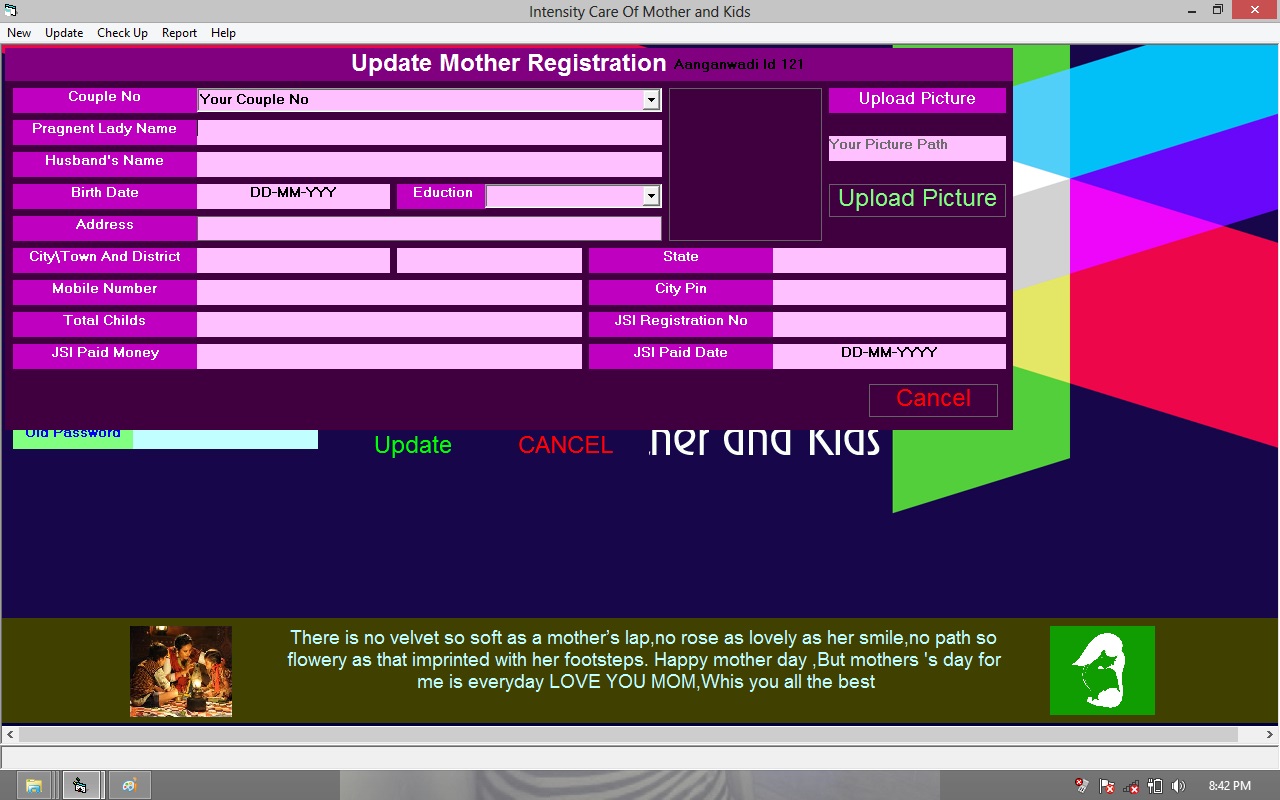 Intensity Care Of Mother and Kids
New Update Check Up Report Help
Update Mother Registration Aanganwadi Id 121
Couple No Your Couple No Upload Picture
Pragnent Lady Name
Your Picture Path
Husband's Name
Birth Date DD-MM-YYY Eduction Upload Picture
Address
City\Town And District State
Mobile Number City Pin
Total Childs JSI Registration No
JSI Paid Money JSI Paid Date DD-MM-YYYY
Cancel
Old Password
Update CANCEL her and Kids
There is no velvet so soft as a mother's lap,no rose as lovely as her smile,no path so
flowery as that imprinted with her footsteps. Happy mother day ,But mothers 's day for
me is everyday LOVE YOU MOM,Whis you all the best
8:42 PM